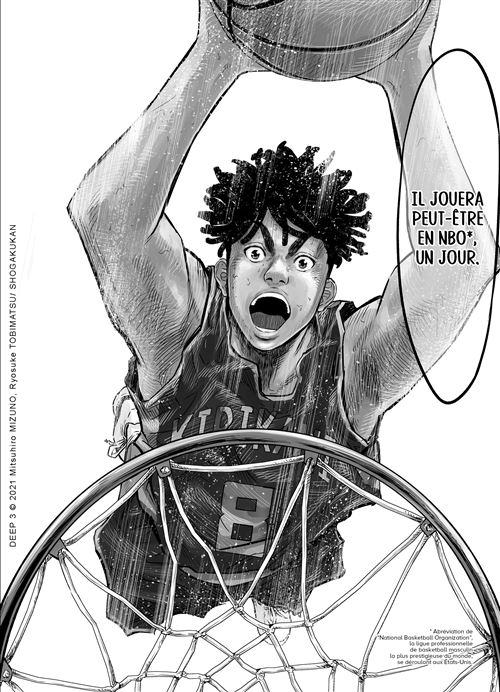 IL JOUERA
PEUT-ÊTRE
EN NBO*,
UN JOUR.
8
DEEP 3 © 2021 Mitsuhiro MIZUNO, Ryosuke TOBIMATSU/ SHOGAKUKAN
* Abréviation de
"National Basketball Organization",
la ligue professionnelle
de basketball masculin
la plus prestigieuse du monde,
se déroulant aux États-Unis.